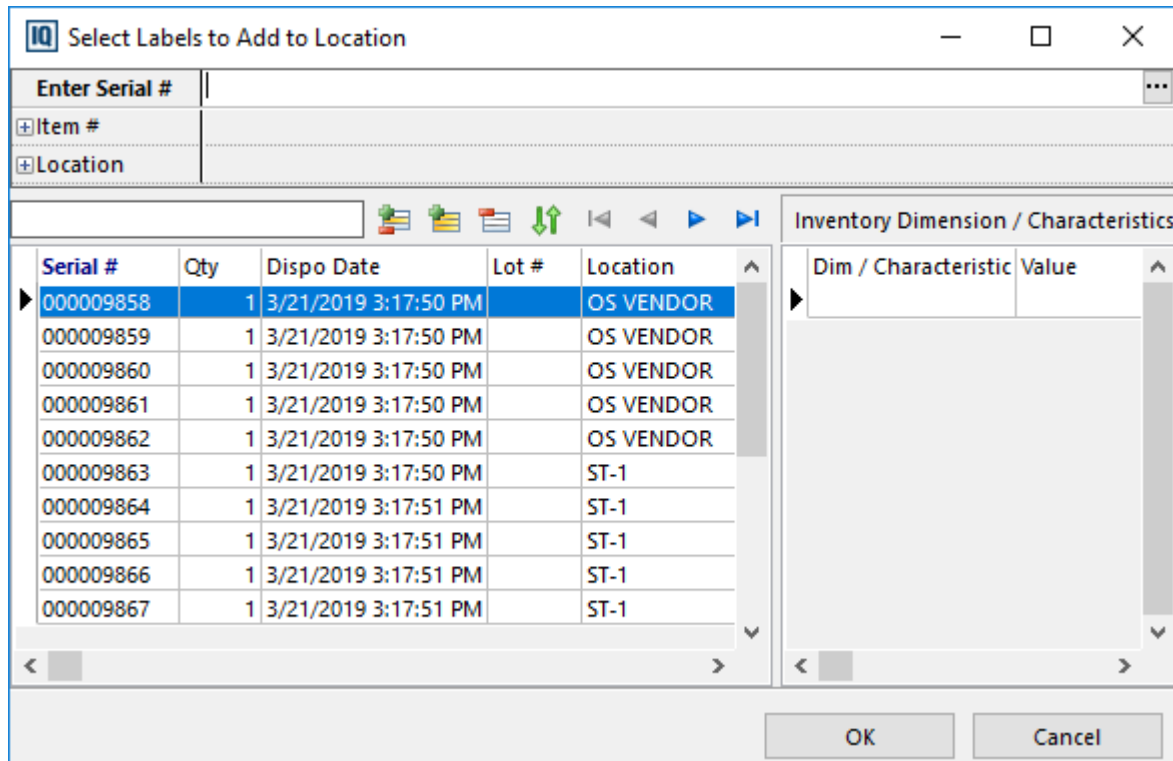 IQ Select Labels to Add to Location
Enter Serial # ...
Item #
Location
Inventory Dimension / Characteristics
Serial # Qty Dispo Date Lot # Location
Dim / Characteristic Value
000009858 1 3/21/2019 3:17:50 PM OS VENDOR
000009859 1 3/21/2019 3:17:50 PM OS VENDOR
000009860 1 3/21/2019 3:17:50 PM OS VENDOR
000009861 1 3/21/2019 3:17:50 PM OS VENDOR
000009862 1 3/21/2019 3:17:50 PM OS VENDOR
000009863 1 3/21/2019 3:17:50 PM ST-1
000009864 1 3/21/2019 3:17:51 PM ST-1
000009865 1 3/21/2019 3:17:51 PM ST-1
000009866 1 3/21/2019 3:17:51 PM ST-1
000009867 1 3/21/2019 3:17:51 PM ST-1
OK Cancel